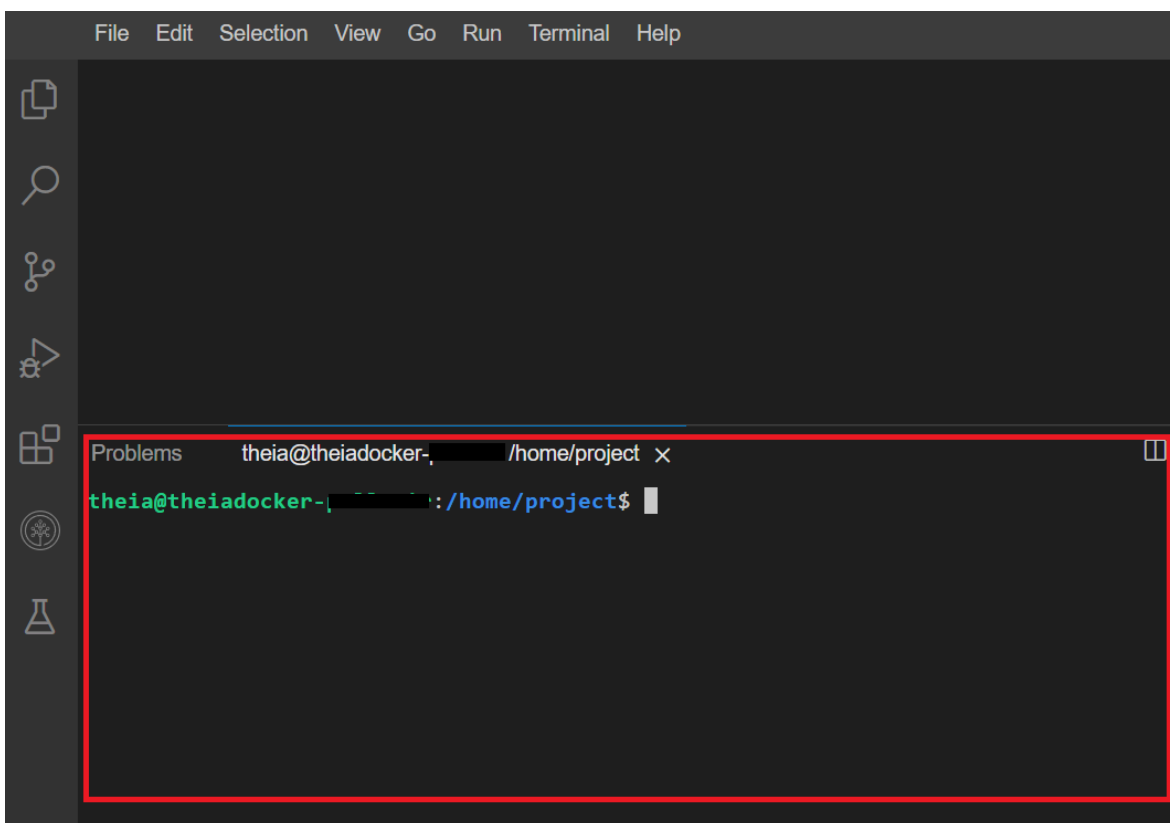 File Edit Selection View Go Run Terminal Help
Problems theia@theiadocker- /home/project
theia@theiadocker- :/home/project$